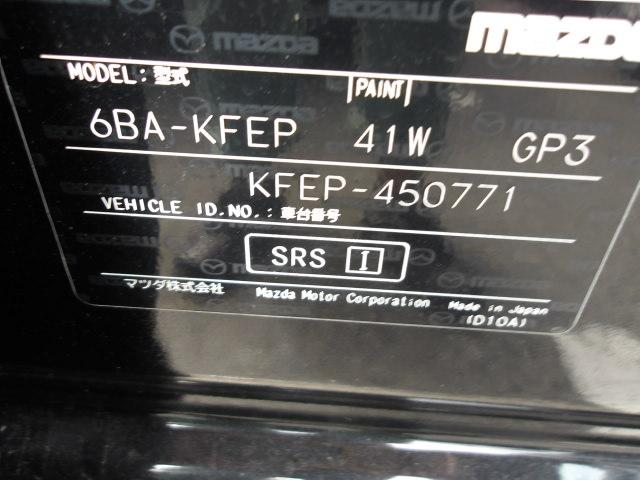 mazda
MODEL: 型式 PAINT
6BA-KFEP 41W GP3
KFEP-450771
VEHICLE ID.NO.: 車台番号
SRS I
マツダ株式会社 Mazda Motor Corporation Made in Japan
(D10A)